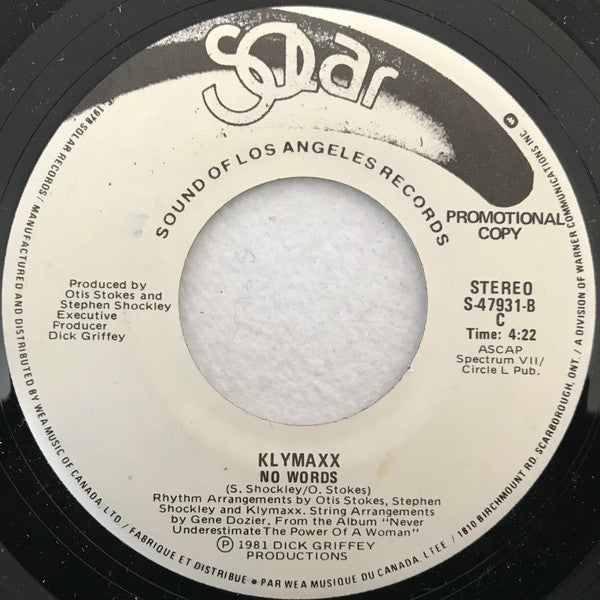 Solar
SOUND OF LOS ANGELES RECORDS
PROMOTIONAL
COPY
Produced by
Otis Stokes and
Stephen Shockley
Executive
Producer
Dick Griffey
STEREO
S-47931-B
C
Time: 4:22
ASCAP
Spectrum VII/
Circle L Pub.
KLYMAXX
NO WORDS
(S. Shockley/O. Stokes)
Rhythm Arrangements by Otis Stokes, Stephen
Shockley and Klymaxx. String Arrangements
by Gene Dozier. From the Album "Never
Underestimate The Power Of A Woman"
Ⓟ 1981 DICK GRIFFEY
PRODUCTIONS
1978 SOLAR RECORDS / MANUFACTURED AND DISTRIBUTED BY WEA MUSIC OF CANADA, LTD. / FABRIQUE ET DISTRIBUE • PAR WEA MUSIQUE DU CANADA, LTEE. / 1810 BIRCHMOUNT RD. SCARBOROUGH, ONT. / A DIVISION OF WARNER COMMUNICATIONS INC.